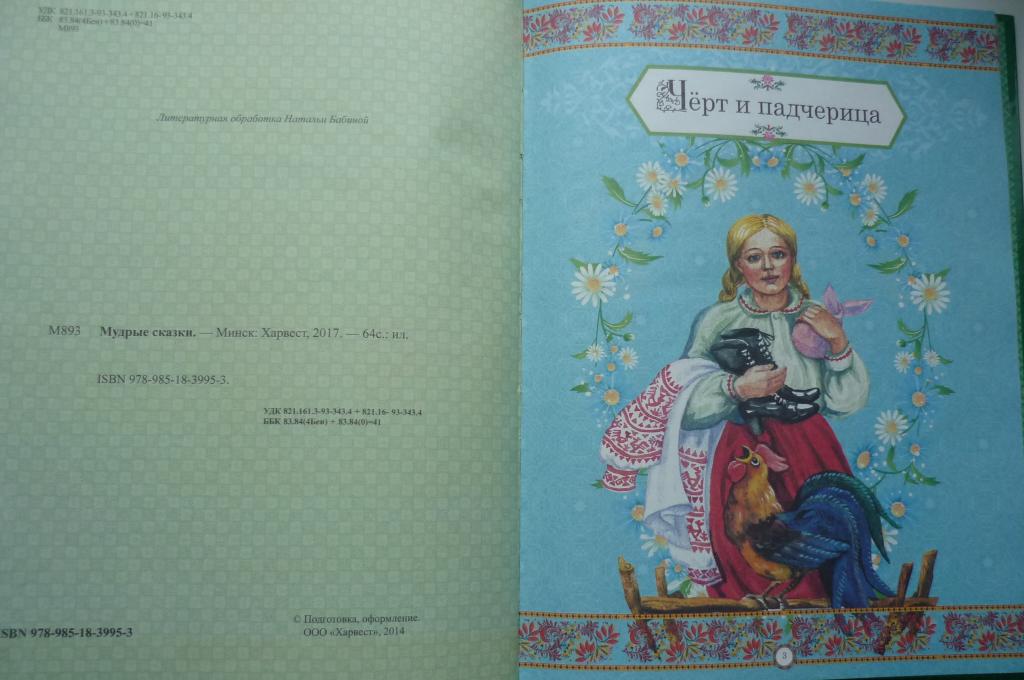 УДК 821.161.3-93-343.4 + 821.16- 93-343.4
ББК 83.84(4Беи) + 83.84(0)=41
М893
Литературная обработка Натальи Бабиной
М893 Мудрые сказки. — Минск: Харвест, 2017. — 64с.: ил.
ISBN 978-985-18-3995-3.
УДК 821.161.3-93-343.4 + 821.16- 93-343.4
ББК 83.84(4Беи) + 83.84(0)=41
ISBN 978-985-18-3995-3
© Подготовка, оформление.
ООО «Харвест», 2014
Чёрт и падчерица
3